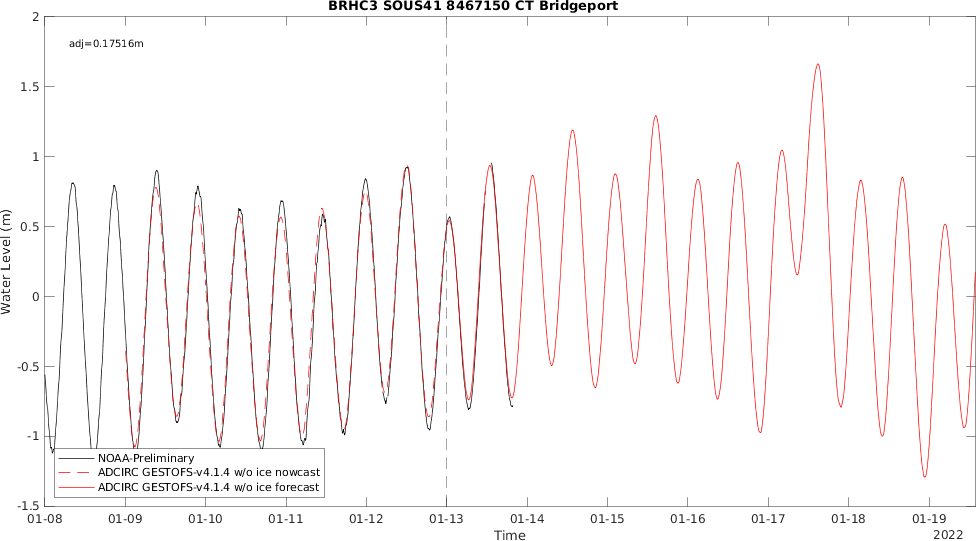 BRHC3 SOUS41 8467150 CT Bridgeport
adj=0.17516m
Water Level (m)
2
1.5
1
0.5
0
-0.5
-1
-1.5
NOAA-Preliminary
ADCIRC GESTOFS-v4.1.4 w/o ice nowcast
ADCIRC GESTOFS-v4.1.4 w/o ice forecast
01-08 01-09 01-10 01-11 01-12 01-13 01-14 01-15 01-16 01-17 01-18 01-19
Time
2022